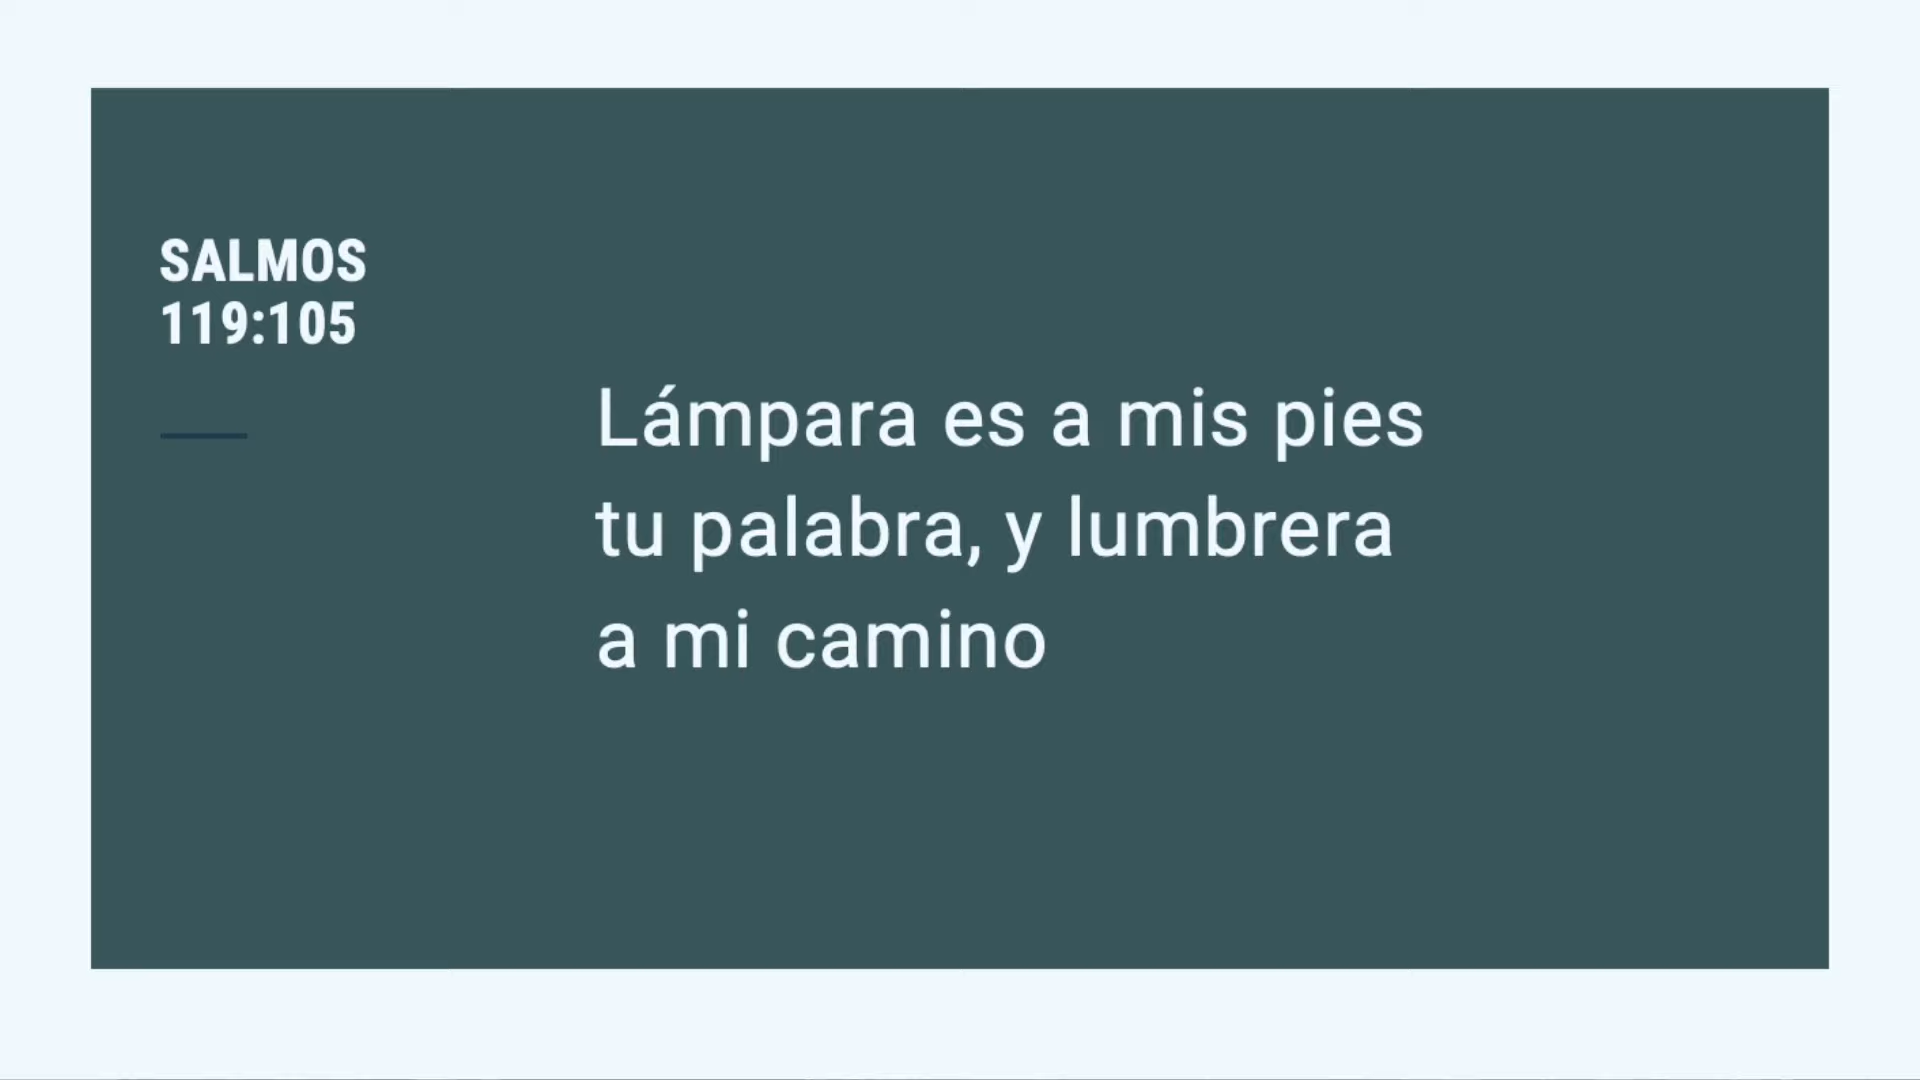 SALMOS
119:105
Lámpara es a mis pies
tu palabra, y lumbrera
a mi camino